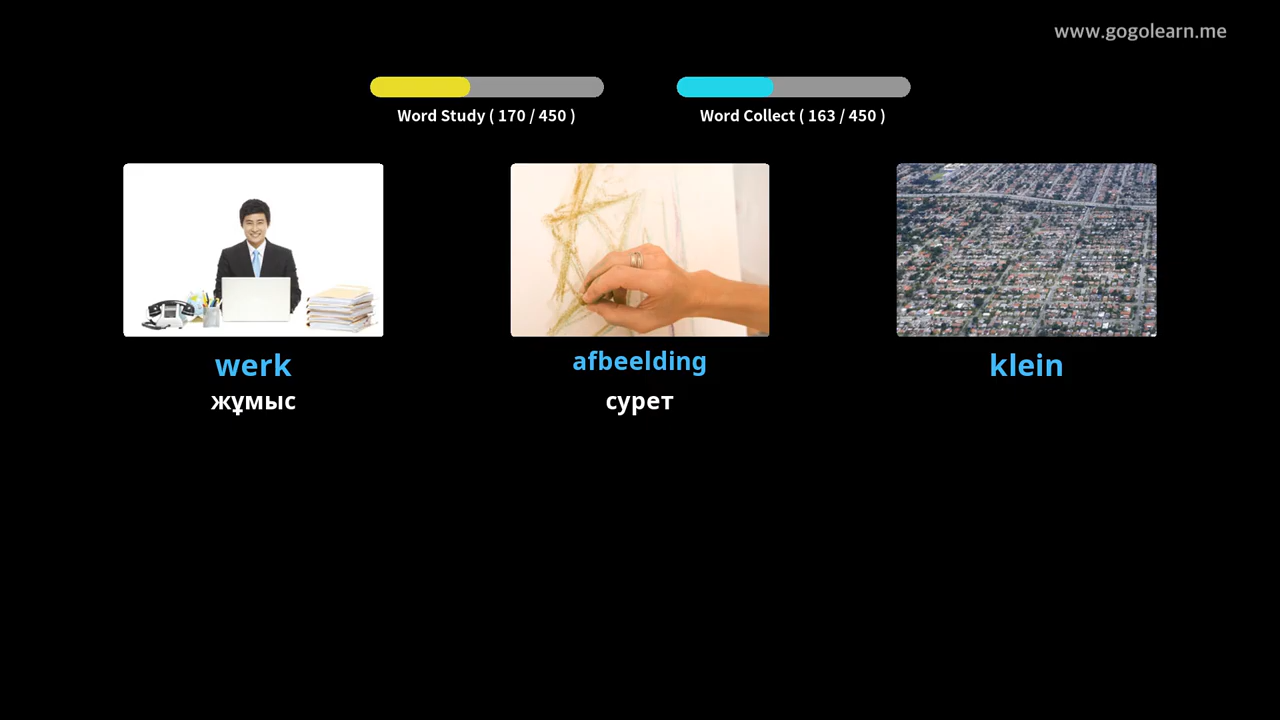 www.gogolearn.me
Word Study ( 170 / 450 )
Word Collect ( 163 / 450 )
werk
жұмыс
afbeelding
сурет
klein